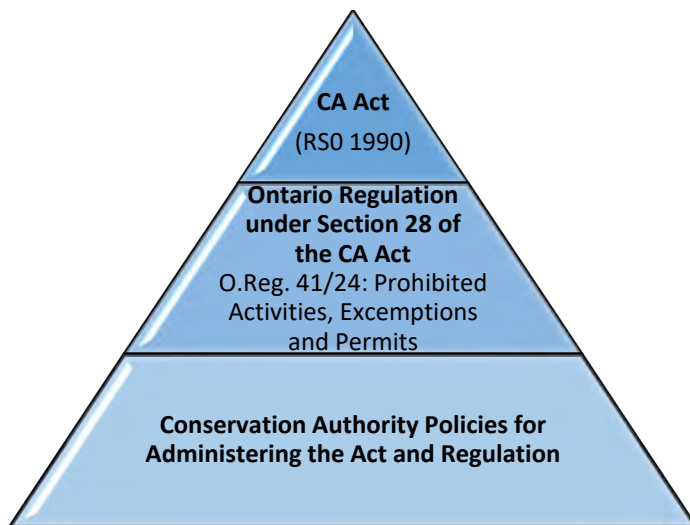 CA Act
(RS0 1990)
Ontario Regulation
under Section 28 of
the CA Act
O.Reg. 41/24: Prohibited
Activities, Excemptions
and Permits
Conservation Authority Policies for
Administering the Act and Regulation